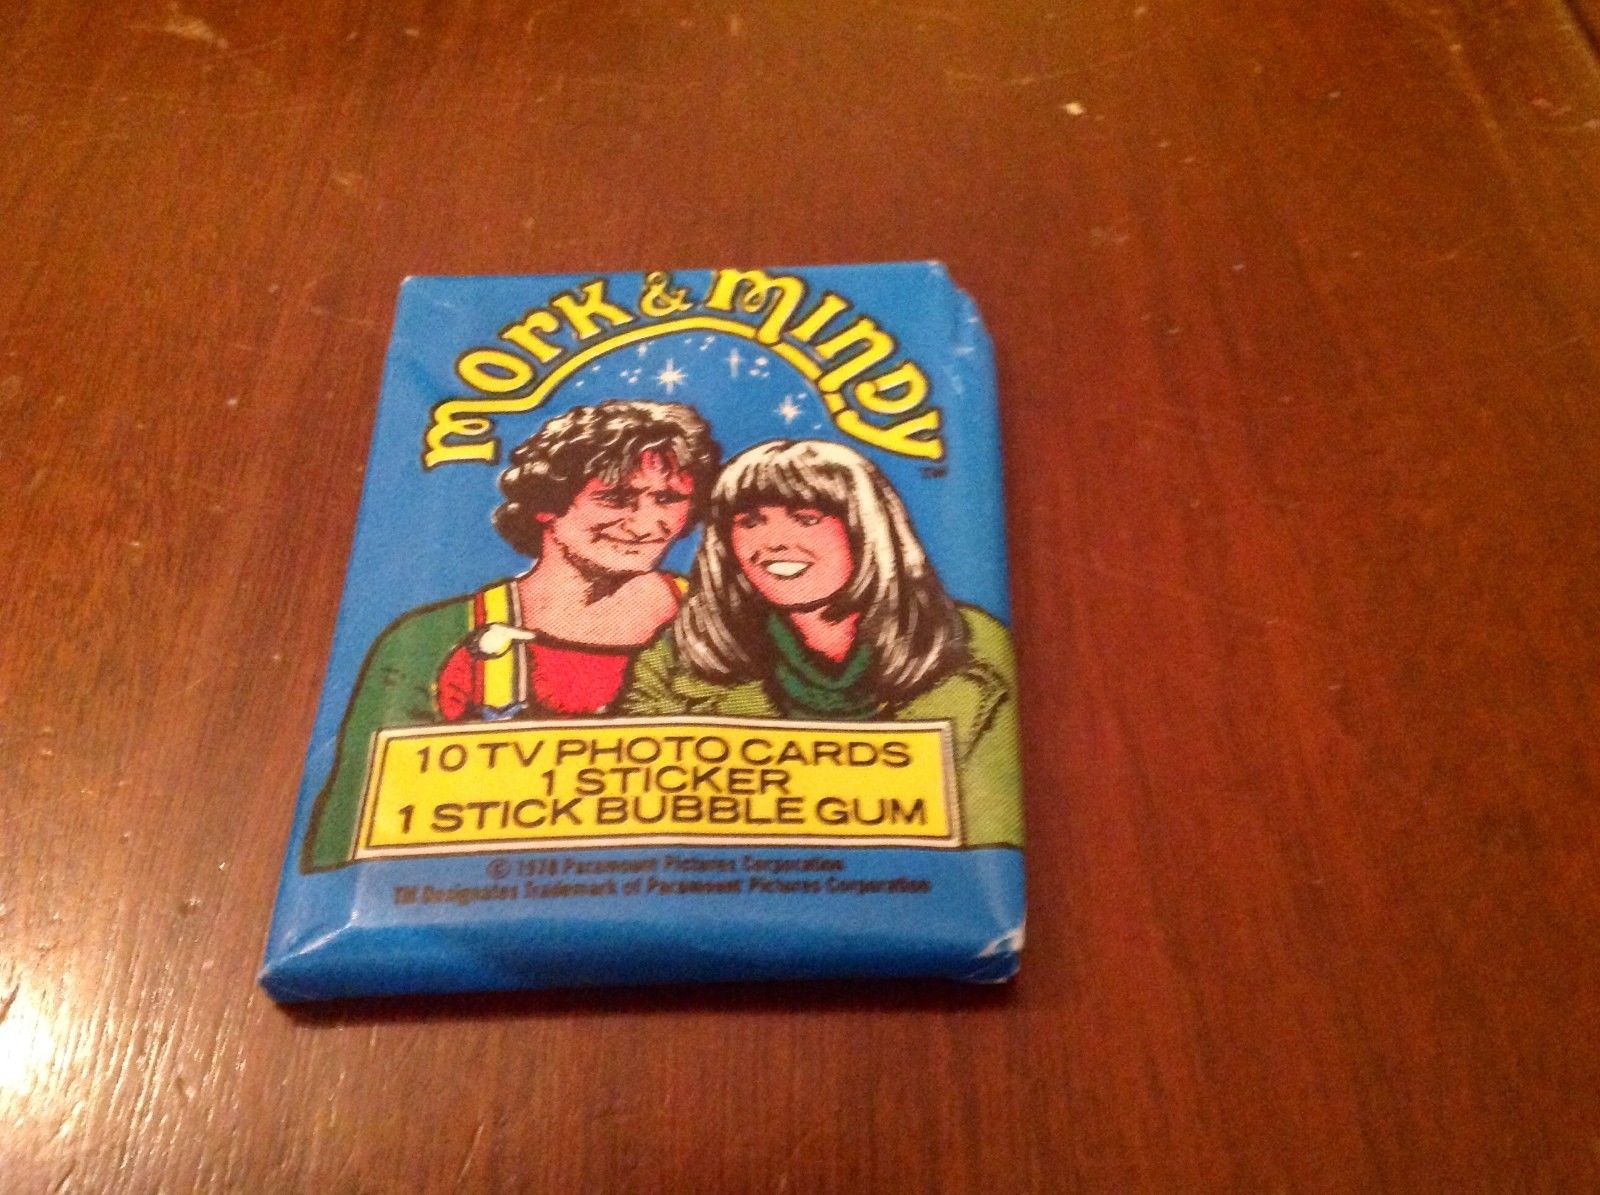 mork & mindy
TM
10 TV PHOTO CARDS
1 STICKER
1 STICK BUBBLE GUM
© 1978 Paramount Pictures Corporation
TM Designates Trademark of Paramount Pictures Corporation